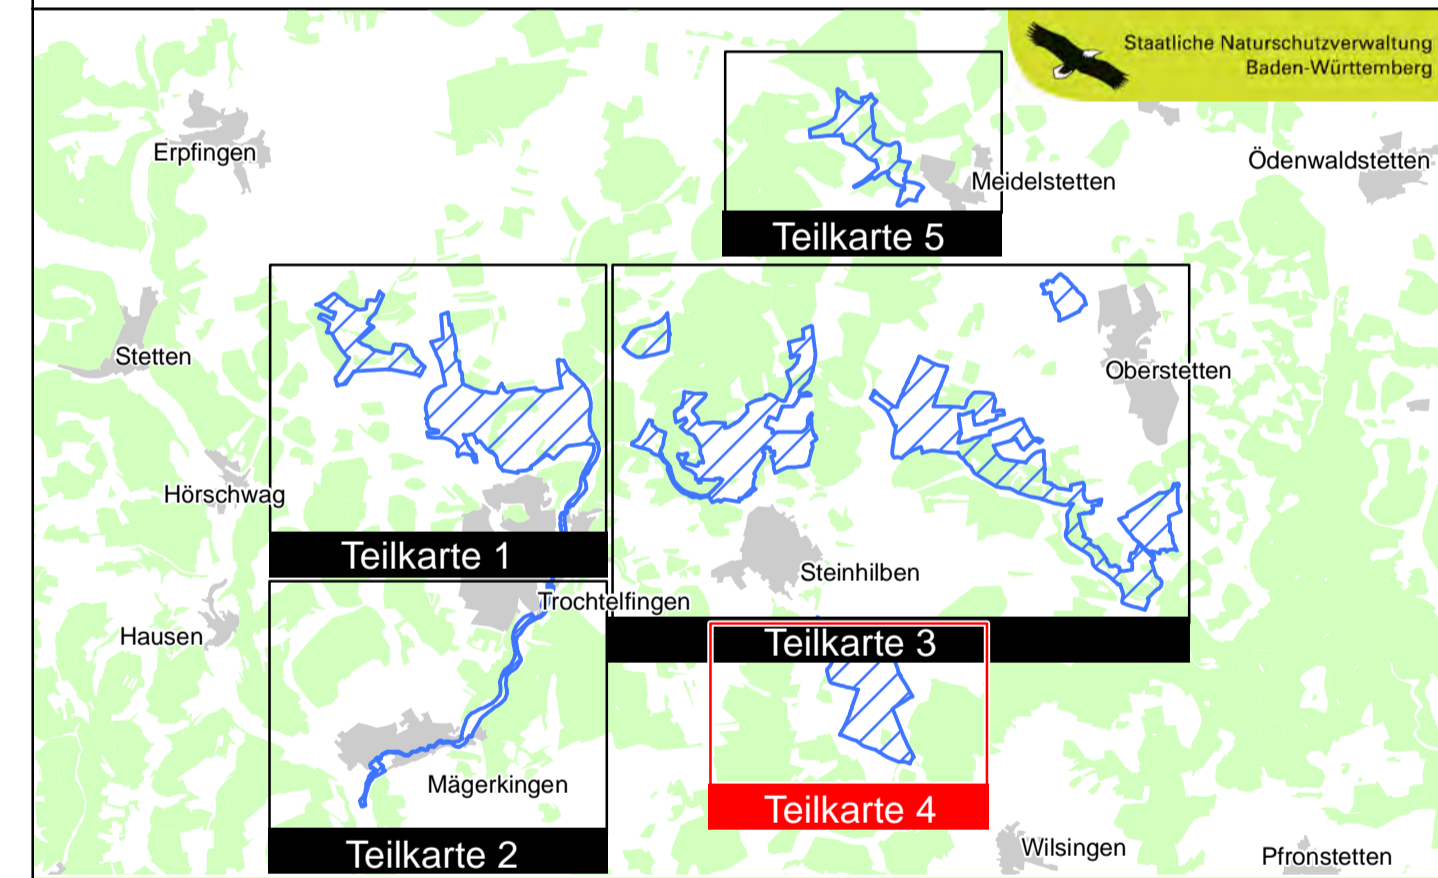 Staatliche Naturschutzverwaltung
Baden-Württemberg
Erpfingen
Ödenwaldstetten
Meidelstetten
Teilkarte 5
Stetten
Oberstetten
Hörschwag
Teilkarte 1
Steinhilben
Trochtelfingen
Hausen
Teilkarte 3
Mägerkingen
Teilkarte 4
Teilkarte 2
Wilsingen
Pfronstetten